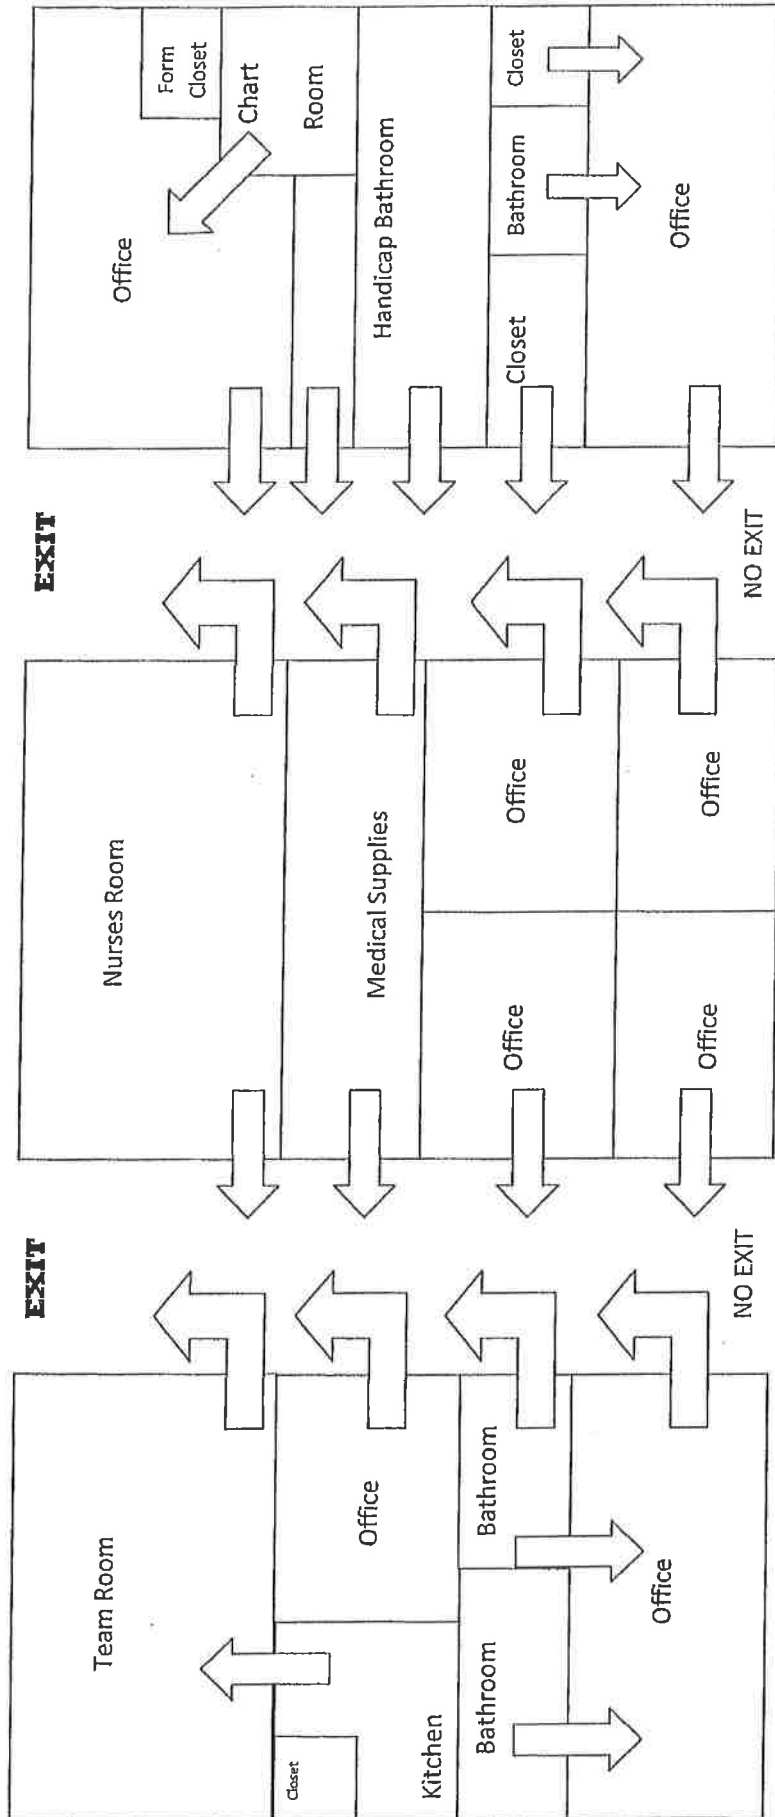 Team Room
Closet
Kitchen
Office
Bathroom
Bathroom
Office
EXIT
NO EXIT
Nurses Room
Medical Supplies
Office
Office
Office
Office
EXIT
NO EXIT
Office
Form
Closet
Chart
Room
Handicap Bathroom
Closet
Bathroom
Closet
Office